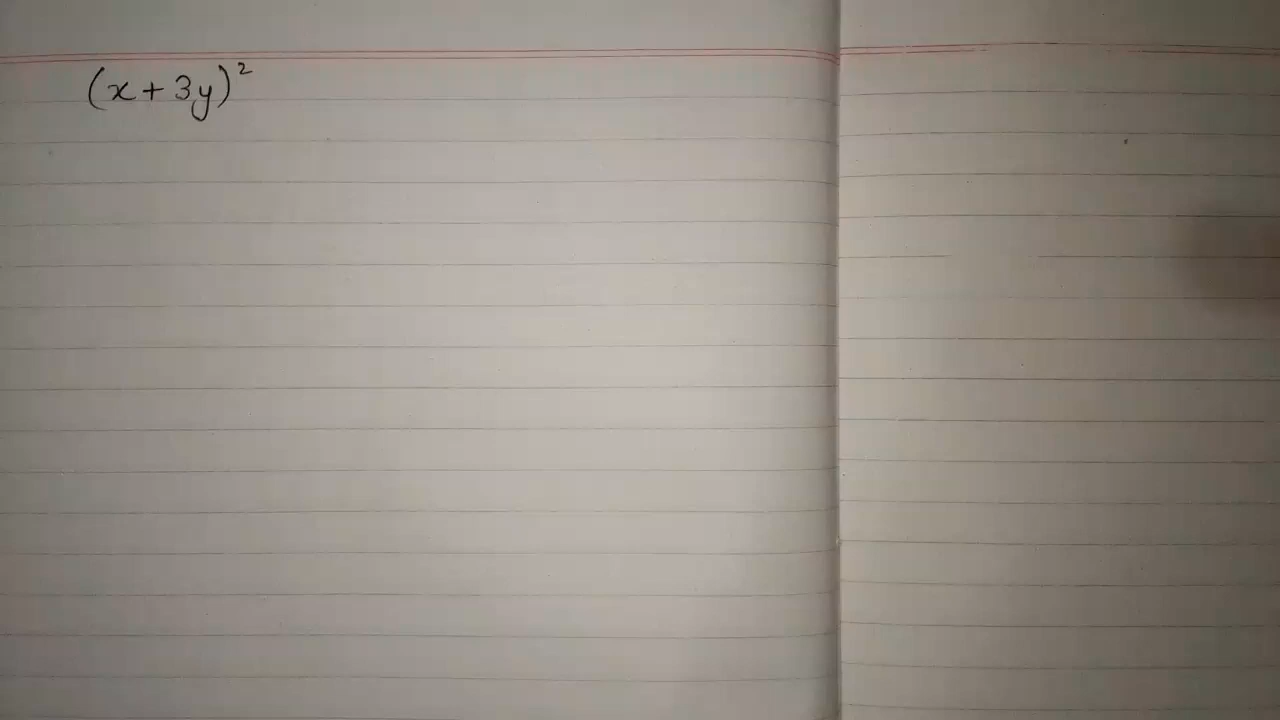 (x + 3y)²